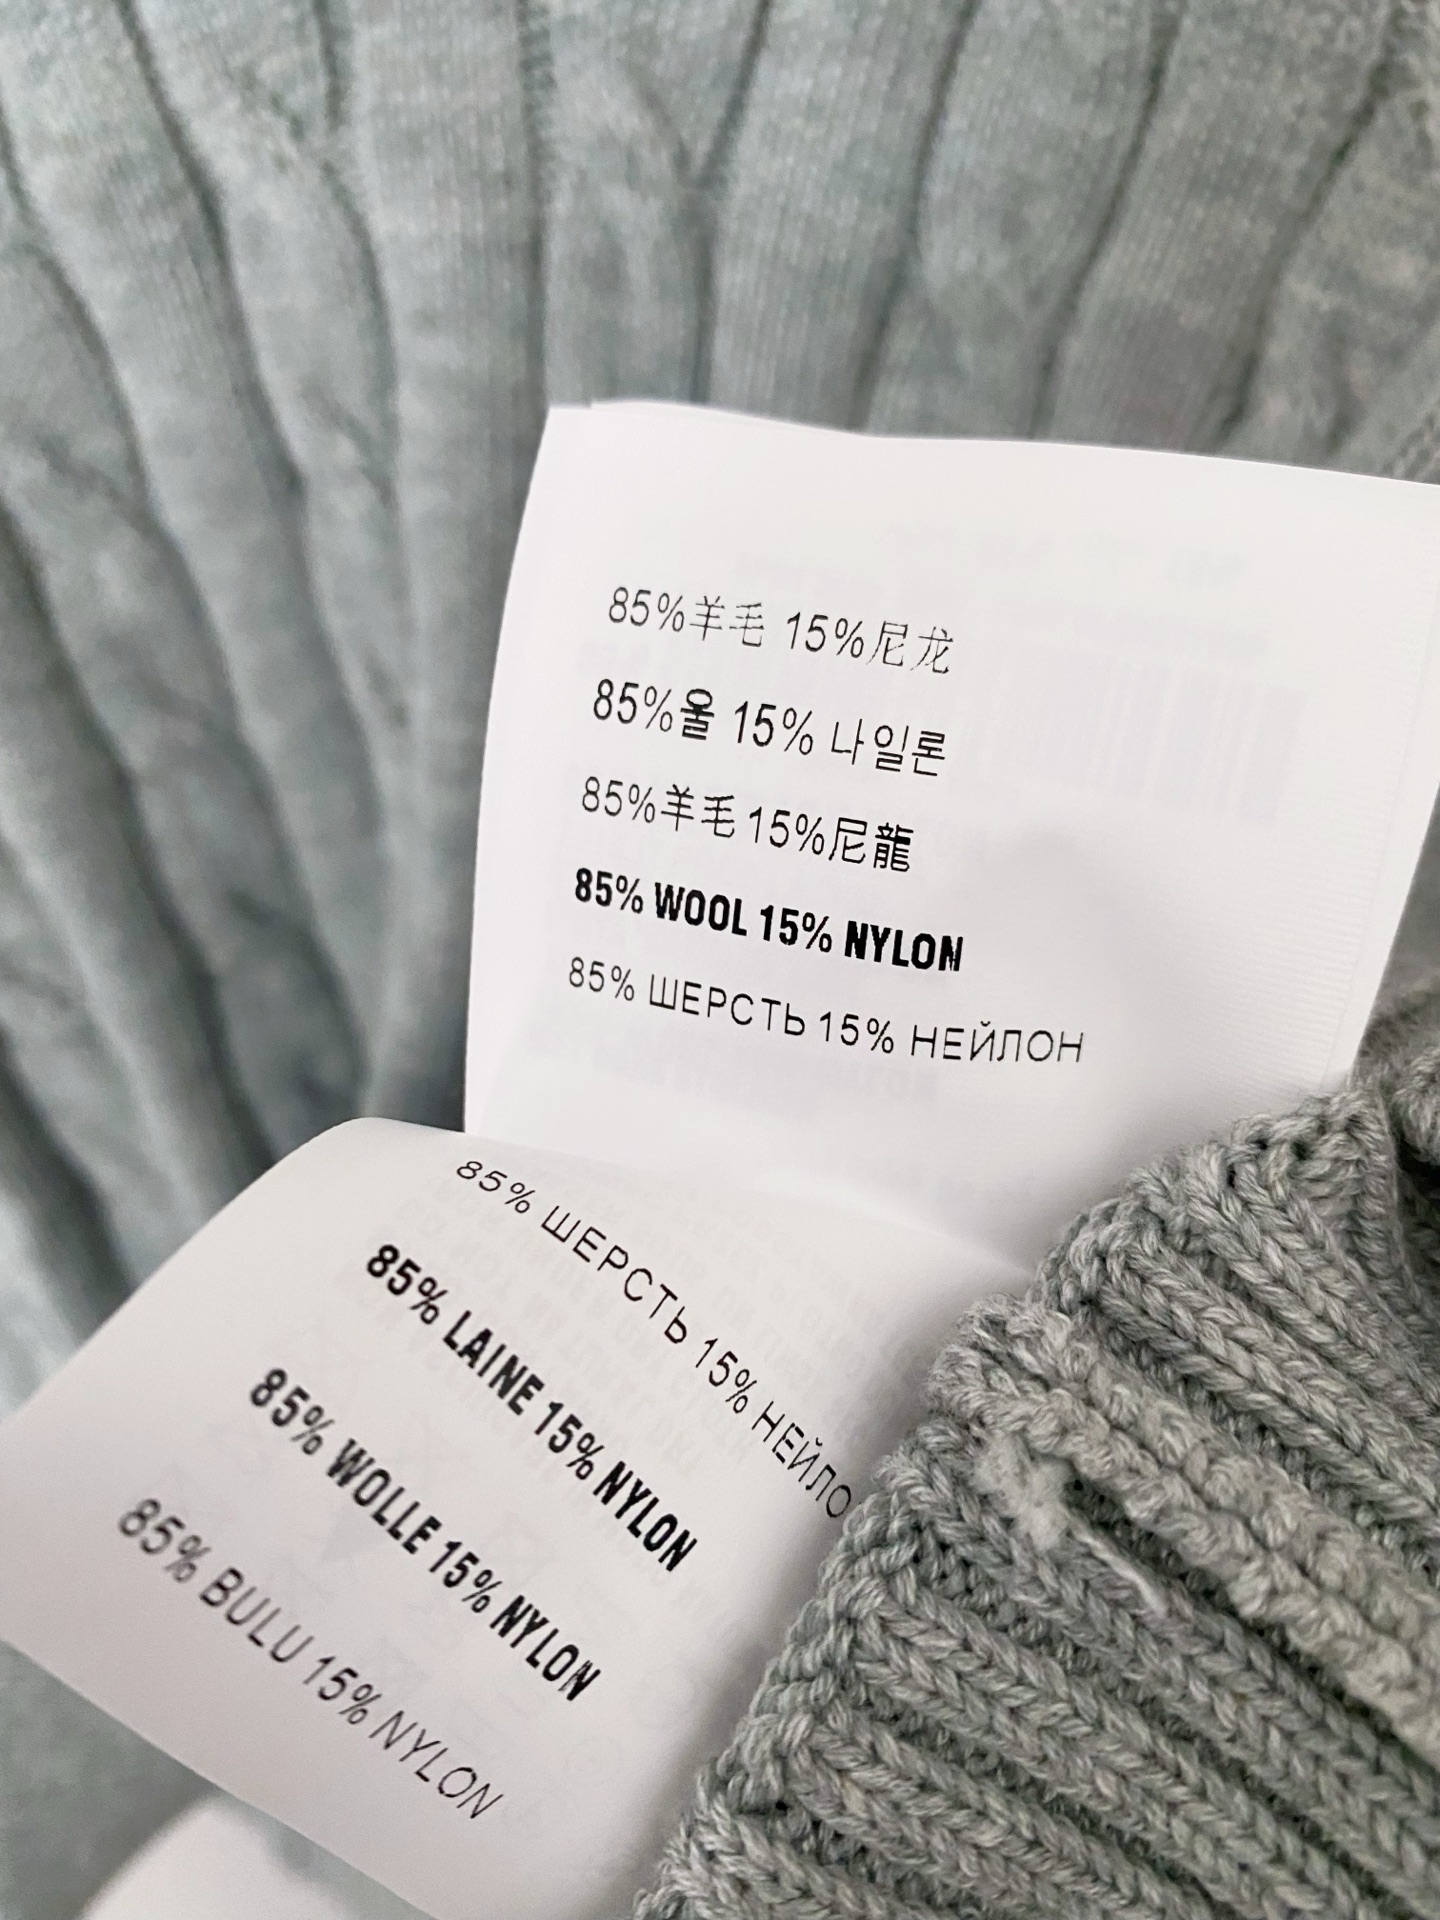 85%羊毛 15%尼龙
85%울 15% 나일론
85%羊毛 15%尼龍
85% WOOL 15% NYLON
85% ШЕРСТЬ 15% НЕЙЛОН
85% ШЕРСТЬ 15% НЕЙЛО
85% LAINE 15% NYLON
85% WOLLE 15% NYLON
85% BULU 15% NYLON